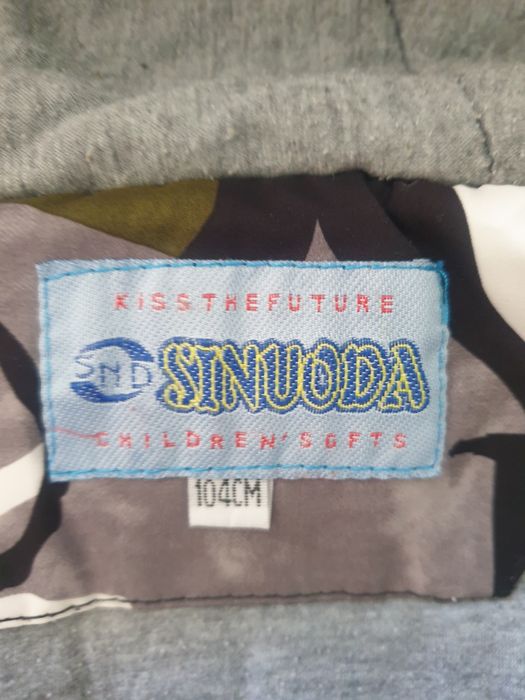 KISSTHEFUTURE
SND SINUODA
CHILDREN'SGFTS
104CM